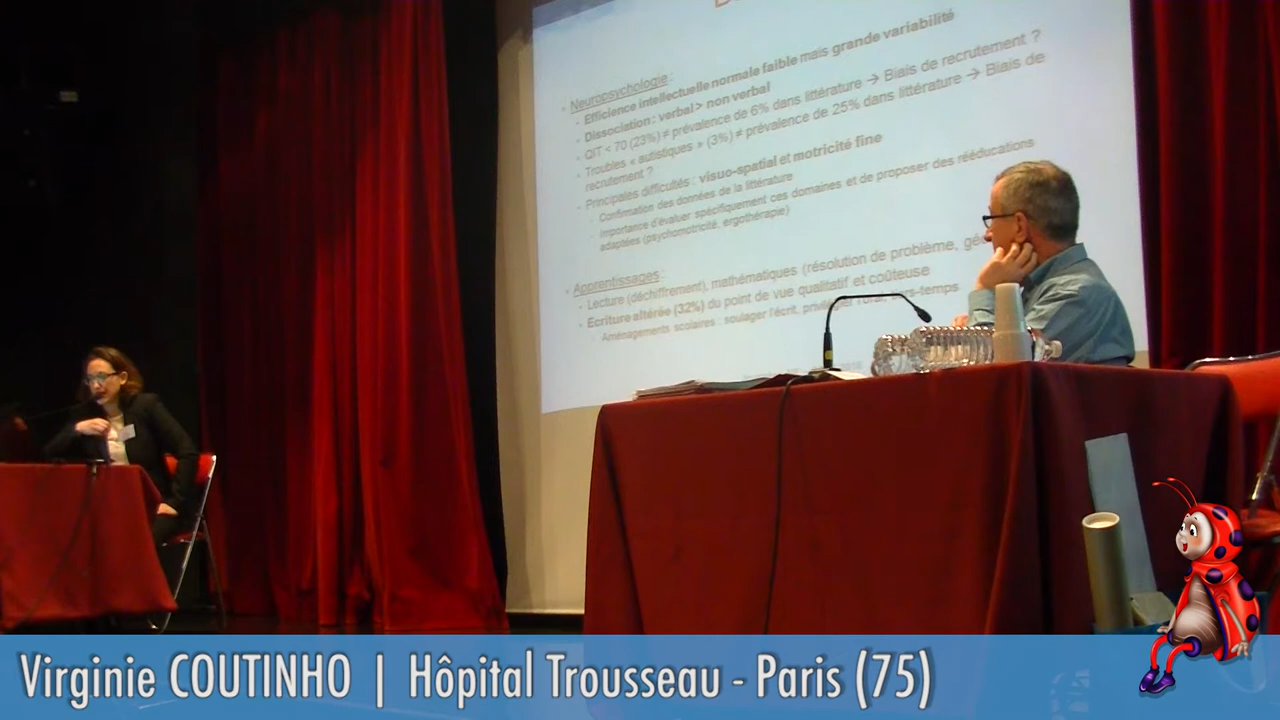 Neuropsychologie :
- Efficience intellectuelle normale faible mais grande variabilité
- Dissociation : verbal > non verbal
- QIT < 70 (23%) ≠ prévalence de 6% dans littérature → Biais de recrutement ?
- Troubles « autistiques » (3%) ≠ prévalence de 25% dans littérature → Biais de
recrutement ?
- Principales difficultés : visuo-spatial et motricité fine
- Confirmation des données de la littérature
- Importance d'évaluer spécifiquement ces domaines et de proposer des rééducations
adaptées (psychomotricité, ergothérapie)
Apprentissages :
- Lecture (déchiffrement), mathématiques (résolution de problème,
- Ecriture altérée (32%) du point de vue qualitatif et coûteuse
- Aménagements scolaires : soulager l'écrit, privilégier l'oral, tiers-temps
Virginie COUTINHO | Hôpital Trousseau - Paris (75)